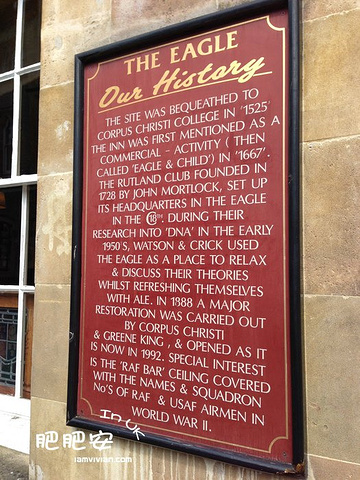 THE EAGLE
Our History
THE SITE WAS BEQUEATHED TO
CORPUS CHRISTI COLLEGE IN '1525'
THE INN WAS FIRST MENTIONED AS A
COMMERCIAL - ACTIVITY ( THEN
CALLED 'EAGLE & CHILD') IN '1667'.
THE RUTLAND CLUB FOUNDED IN
1728 BY JOHN MORTLOCK, SET UP
ITS HEADQUARTERS IN THE EAGLE
IN THE 18TH. DURING THEIR
RESEARCH INTO 'DNA' IN THE EARLY
1950'S, WATSON & CRICK USED
THE EAGLE AS A PLACE TO RELAX
& DISCUSS THEIR THEORIES
WHILST REFRESHING THEMSELVES
WITH ALE. IN 1888 A MAJOR
RESTORATION WAS CARRIED OUT
BY CORPUS CHRISTI
& GREENE KING , & OPENED AS IT
IS NOW IN 1992. SPECIAL INTEREST
IS THE 'RAF BAR' CEILING COVERED
WITH THE NAMES & SQUADRON
No'S OF RAF & USAF AIRMEN IN
WORLD WAR II.
In UK
肥肥安
iamvivian.com